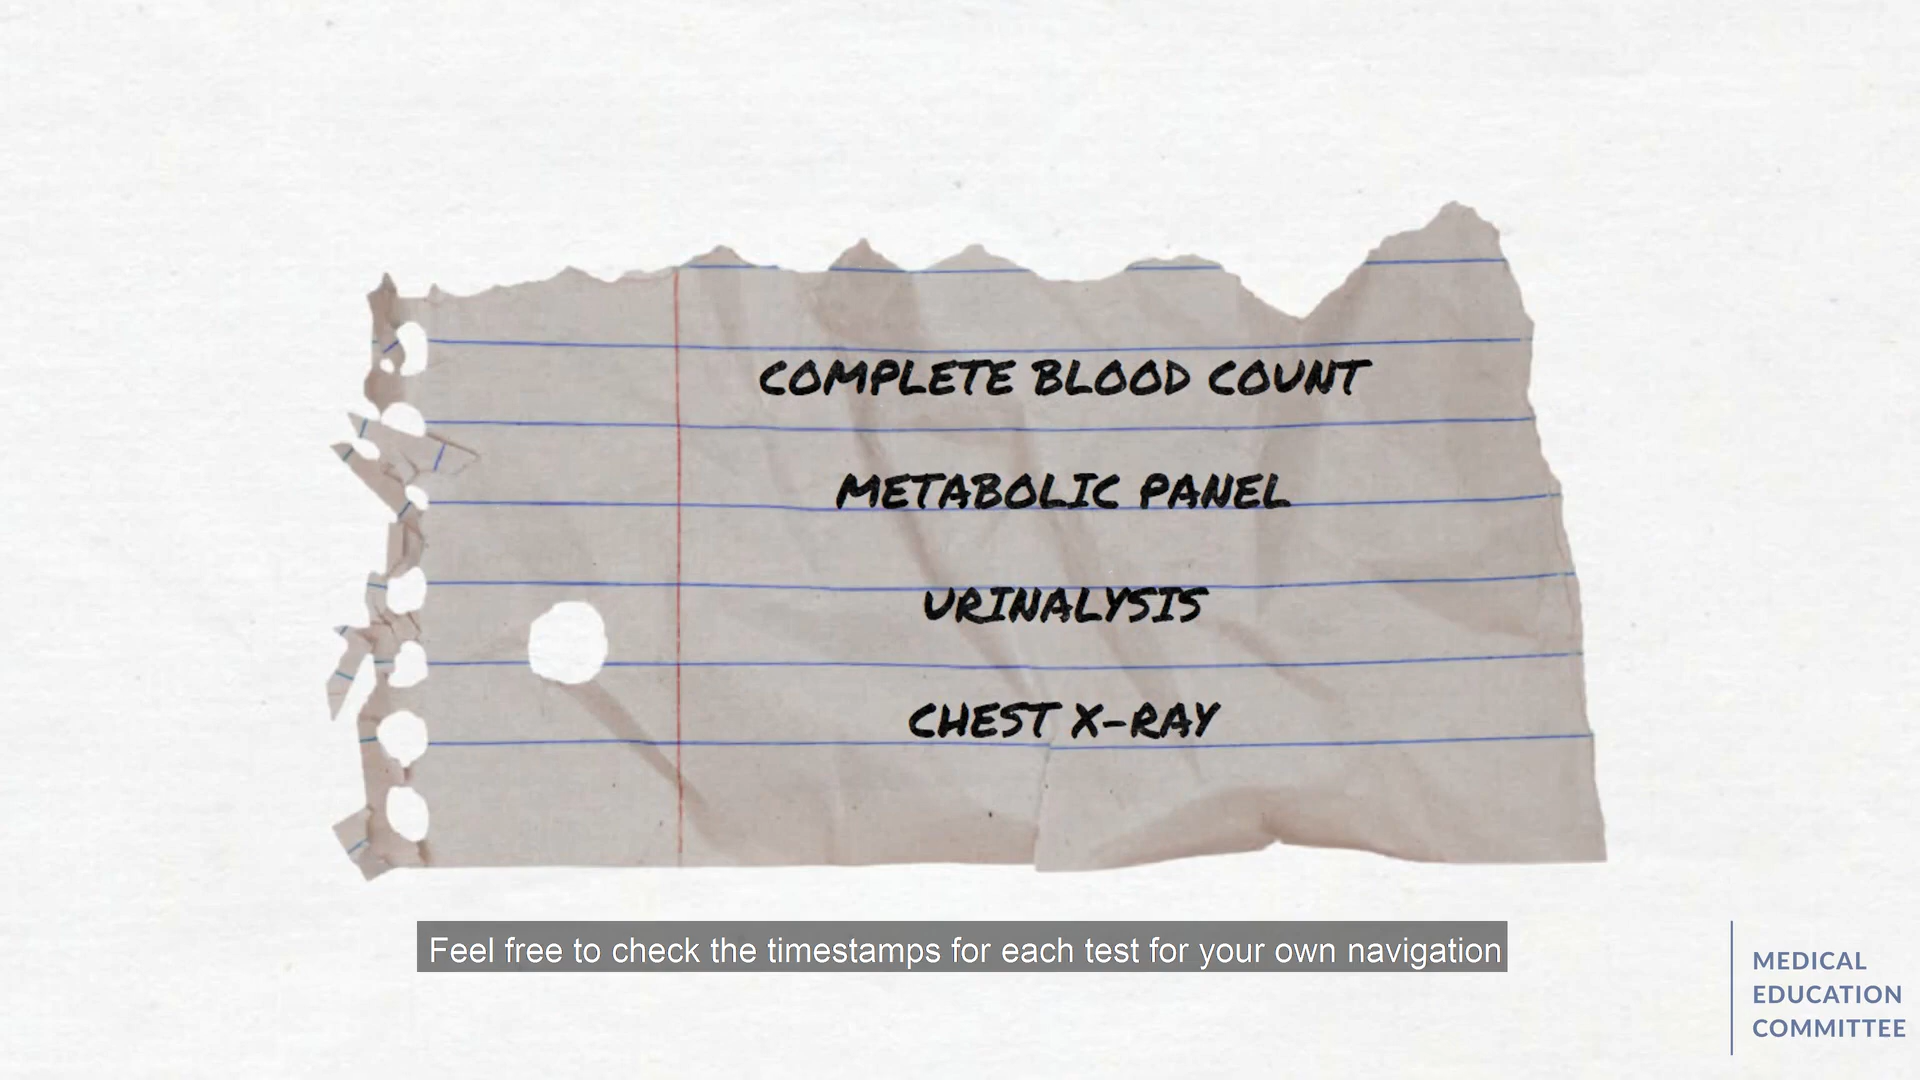 COMPLETE BLOOD COUNT
METABOLIC PANEL
URINALYSIS
CHEST X-RAY
Feel free to check the timestamps for each test for your own navigation
MEDICAL
EDUCATION
COMMITTEE